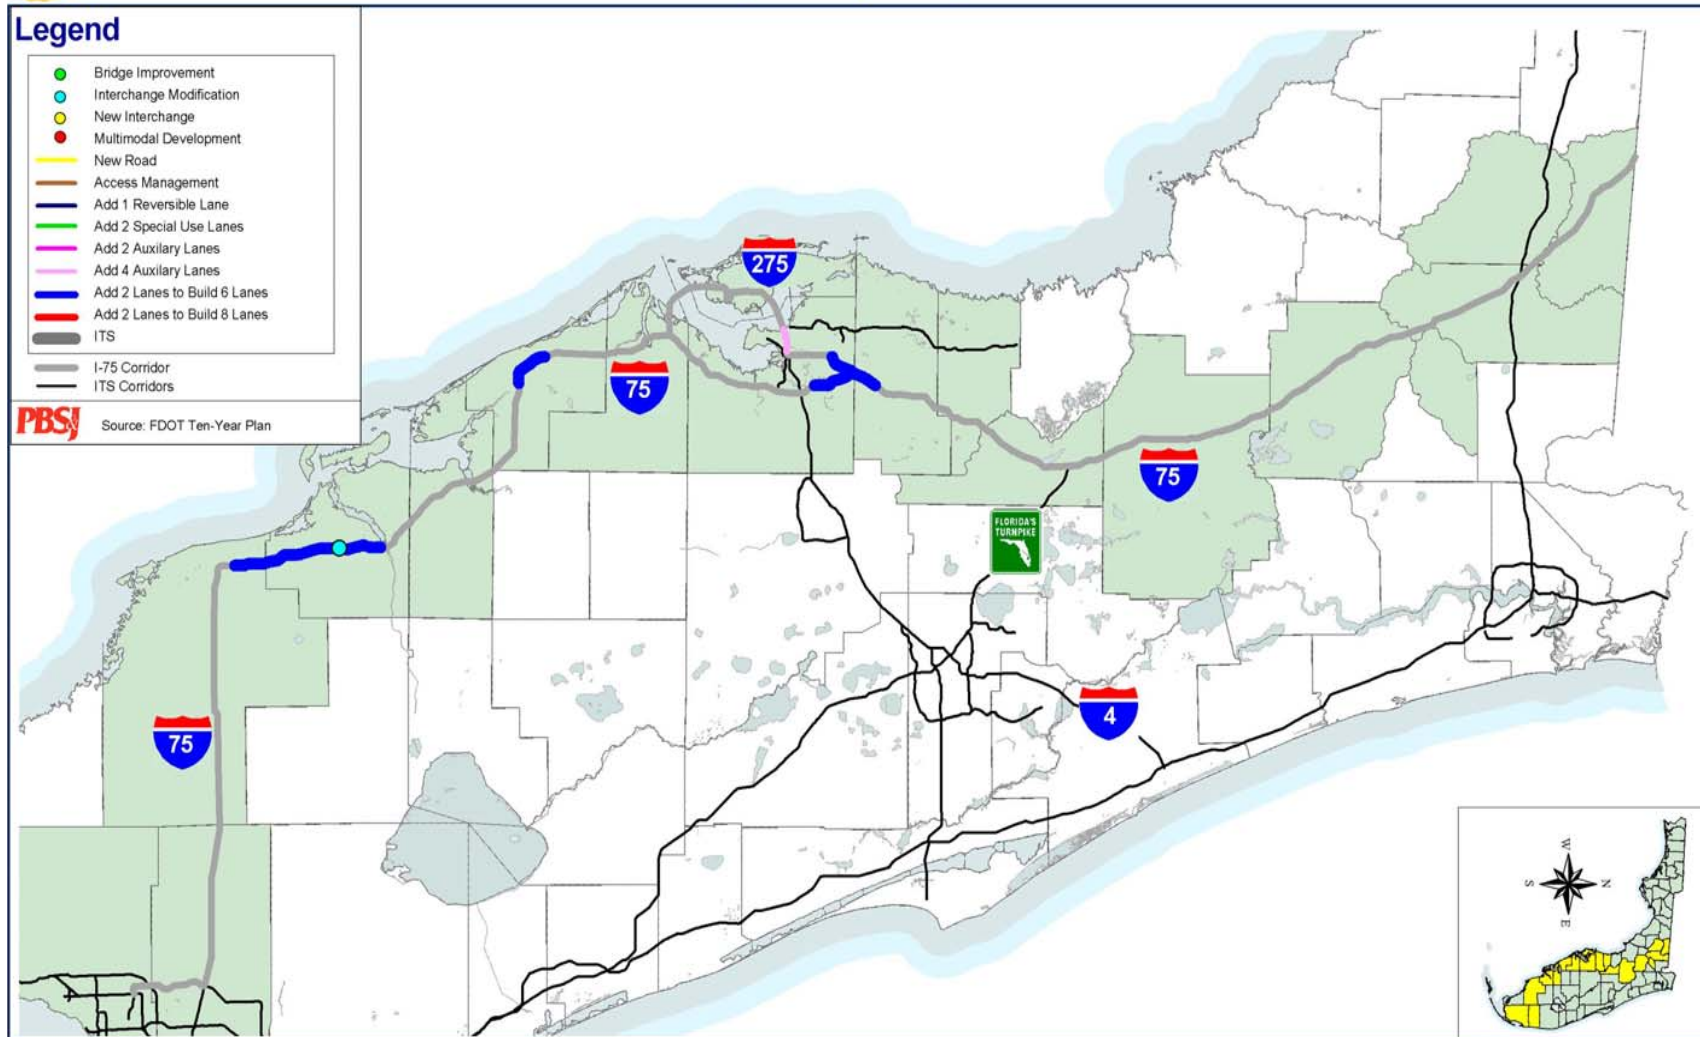 Legend
Bridge Improvement
Interchange Modification
New Interchange
Multimodal Development
New Road
Access Management
Add 1 Reversible Lane
Add 2 Special Use Lanes
Add 2 Auxilary Lanes
Add 4 Auxilary Lanes
Add 2 Lanes to Build 6 Lanes
Add 2 Lanes to Build 8 Lanes
ITS
I-75 Corridor
ITS Corridors
PBS&J Source: FDOT Ten-Year Plan
275
75
75
FLORIDA'S
TURNPIKE
4
75
W
S N
E